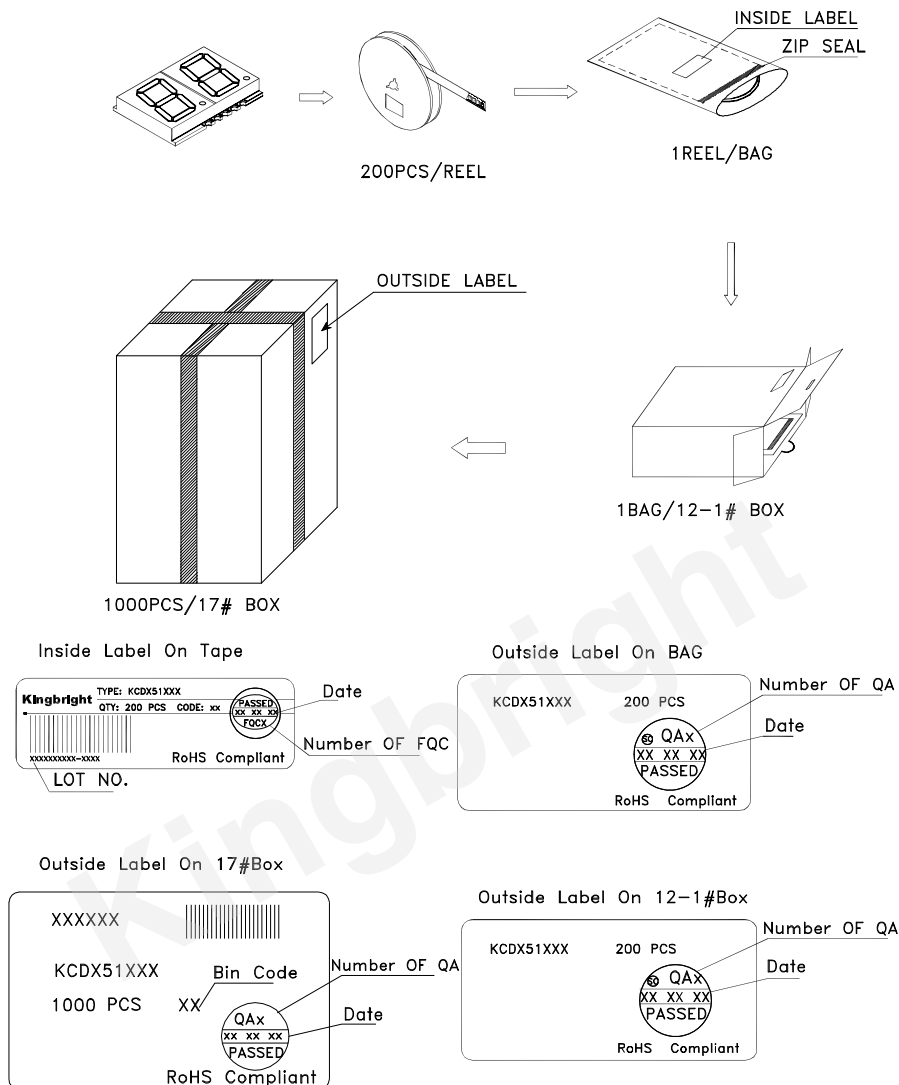 INSIDE LABEL
ZIP SEAL
200PCS/REEL
1REEL/BAG
OUTSIDE LABEL
1BAG/12-1# BOX
1000PCS/17# BOX
Inside Label On Tape
Kingbright
TYPE: KCDX51XXX
QTY: 200 PCS CODE: xx
PASSED
xx xx xx
FQCX
Date
Number OF FQC
xxxxxxxxxx-xxxx
RoHS Compliant
LOT NO.
Outside Label On BAG
KCDX51XXX 200 PCS
Number OF QA
QAx
Date
XX XX XX
PASSED
RoHS Compliant
Outside Label On 17#Box
XXXXXX
KCDX51XXX
Bin Code
1000 PCS XX
Number OF QA
QAx
Date
xx xx xx
PASSED
RoHS Compliant
Outside Label On 12-1#Box
KCDX51XXX 200 PCS
Number OF QA
QAx
Date
XX XX XX
PASSED
RoHS Compliant
Kingbright